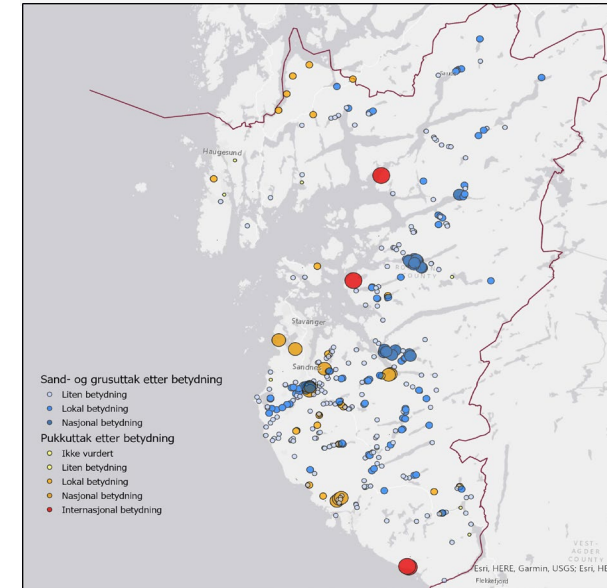 Haugesund
COUNTY
Stavanger
Sandnes
Sand- og grusuttak etter betydning
Liten betydning
Lokal betydning
Nasjonal betydning
Pukkuttak etter betydning
Ikke vurdert
Liten betydning
Lokal betydning
Nasjonal betydning
Internasjonal betydning
VEST-
AGDER
COUNTY
Esri, HERE, Garmin, USGS; Esri, HE
Flekkefjord